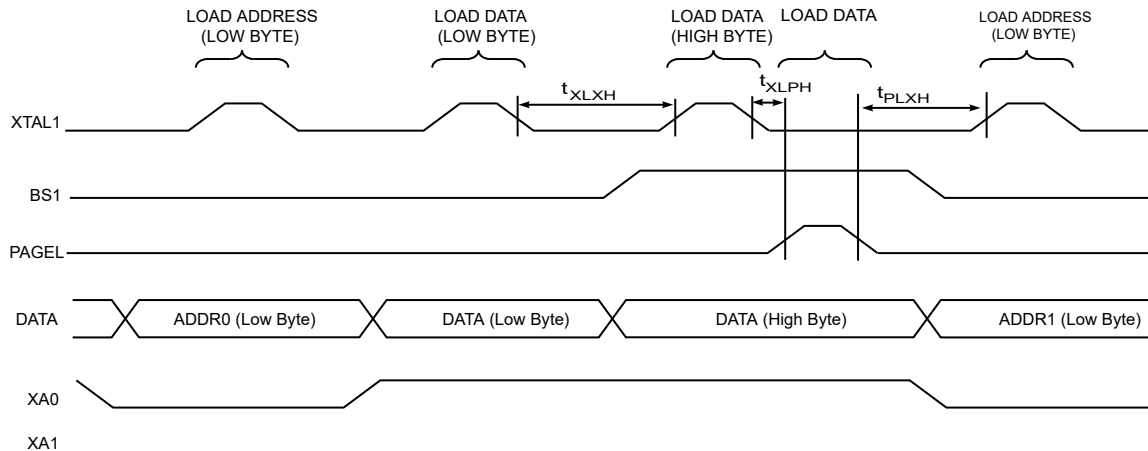 LOAD ADDRESS
(LOW BYTE)
LOAD DATA
(LOW BYTE)
LOAD DATA
(HIGH BYTE)
LOAD DATA
LOAD ADDRESS
(LOW BYTE)
tXLXH
tXLPH
tPLXH
XTAL1
BS1
PAGEL
DATA
ADDR0 (Low Byte)
DATA (Low Byte)
DATA (High Byte)
ADDR1 (Low Byte)
XA0
XA1